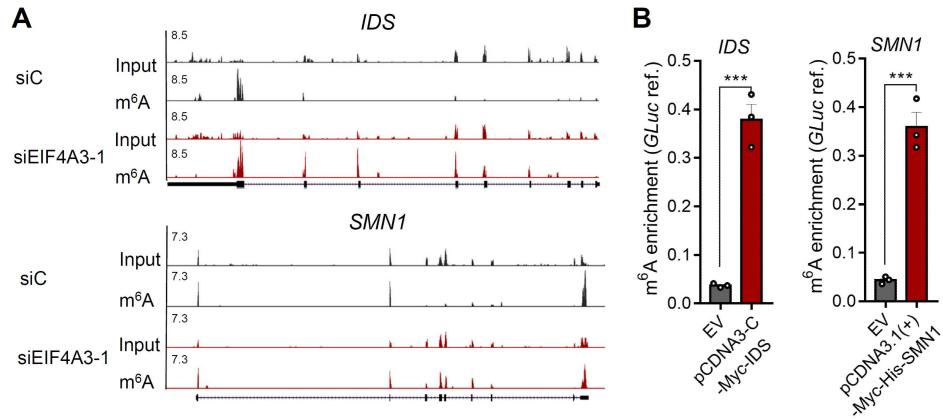 A
IDS
siC
Input
8.5
m⁶A
8.5
siEIF4A3-1
Input
8.5
m⁶A
8.5
SMN1
siC
Input
7.3
m⁶A
7.3
siEIF4A3-1
Input
7.3
m⁶A
7.3
B
IDS
m⁶A enrichment (GLuc ref.)
0.5
0.4
0.3
0.2
0.1
0.0
***
EV
pCDNA3-C
-Myc-IDS
SMN1
m⁶A enrichment (GLuc ref.)
0.5
0.4
0.3
0.2
0.1
0.0
***
EV
pCDNA3.1(+)
-Myc-His-SMN1